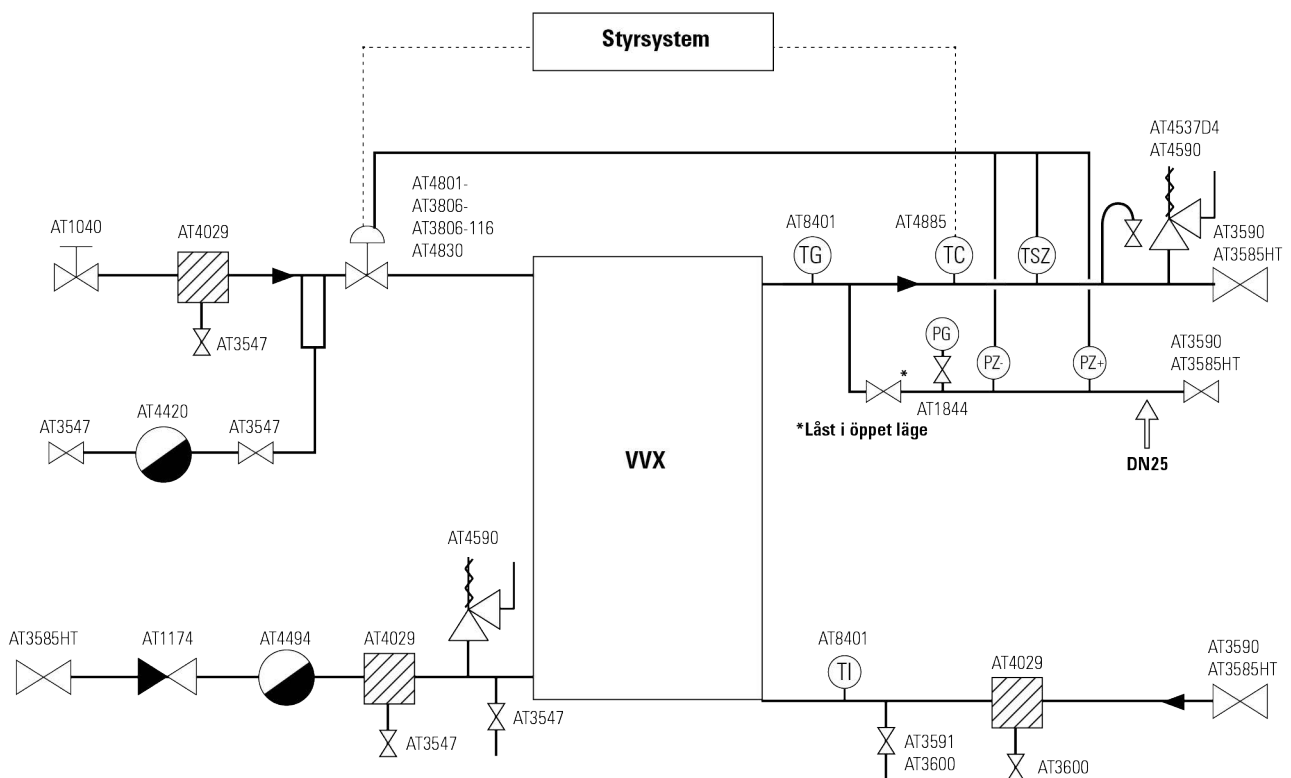 Styrsystem
AT4537D4
AT4590
AT4801-
AT3806-
AT3806-116
AT4830
AT1040
AT4029
AT8401
AT4885
AT3590
AT3585HT
TG
TC
TSZ
AT3547
PG
PZ-
PZ+
AT3590
AT3585HT
*
AT1844
*Låst i öppet läge
AT4420
AT3547
AT3547
DN25
VVX
AT4590
AT3585HT
AT1174
AT4494
AT4029
AT8401
AT4029
AT3590
AT3585HT
TI
AT3547
AT3547
AT3591
AT3600
AT3600